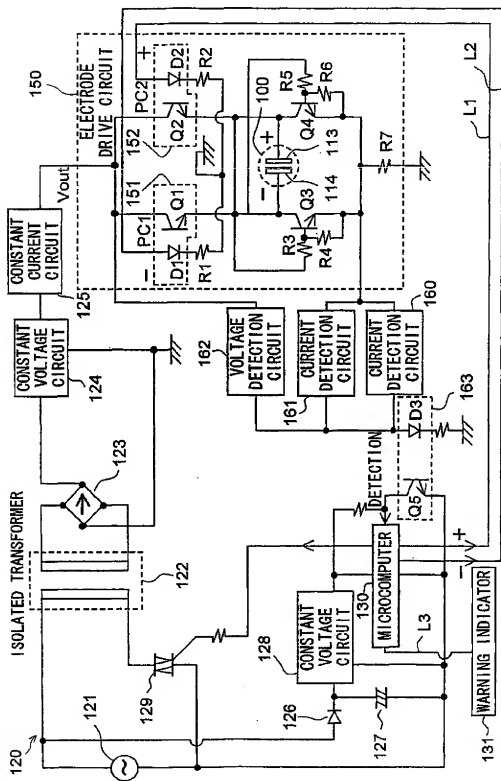 120
121
ISOLATED TRANSFORMER
122
129
123
CONSTANT
VOLTAGE
CIRCUIT
124
CONSTANT
CURRENT
CIRCUIT
125
Vout
150
ELECTRODE
DRIVE CIRCUIT
151
152
PC1
PC2
-
+
D1
Q1
Q2
D2
R1
R2
100
-
+
114
113
R3
R4
Q3
Q4
R5
R6
R7
162
VOLTAGE
DETECTION
CIRCUIT
CURRENT
DETECTION
CIRCUIT
161
CURRENT
DETECTION
CIRCUIT
160
163
D3
DETECTION
Q5
126
127
128
CONSTANT
VOLTAGE
CIRCUIT
130
MICROCOMPUTER
+
-
L3
131
WARNING INDICATOR
L1
L2